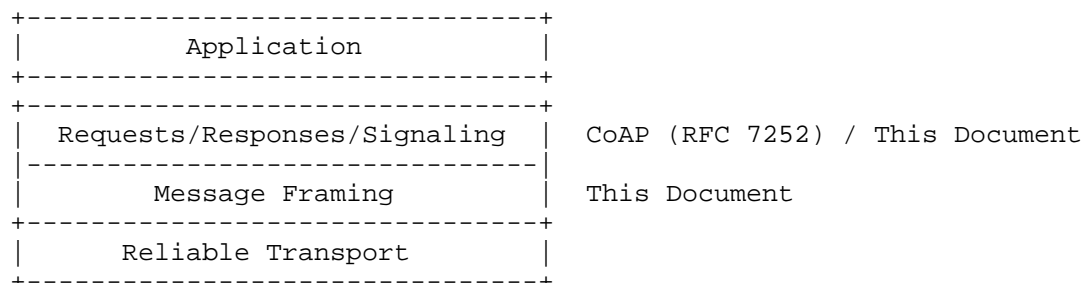 Application
Requests/Responses/Signaling CoAP (RFC 7252) / This Document
Message Framing This Document
Reliable Transport